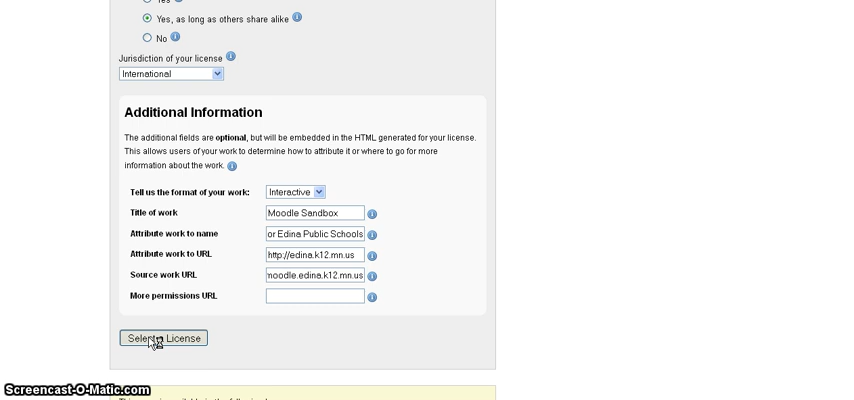 Yes, as long as others share alike
No
Jurisdiction of your license
International
Additional Information
The additional fields are optional, but will be embedded in the HTML generated for your license.
This allows users of your work to determine how to attribute it or where to go for more
information about the work.
Tell us the format of your work: Interactive
Title of work Moodle Sandbox
Attribute work to name or Edina Public Schools
Attribute work to URL http://edina.k12.mn.us
Source work URL moodle.edina.k12.mn.us
More permissions URL
Select a License
Screencast-O-Matic.com